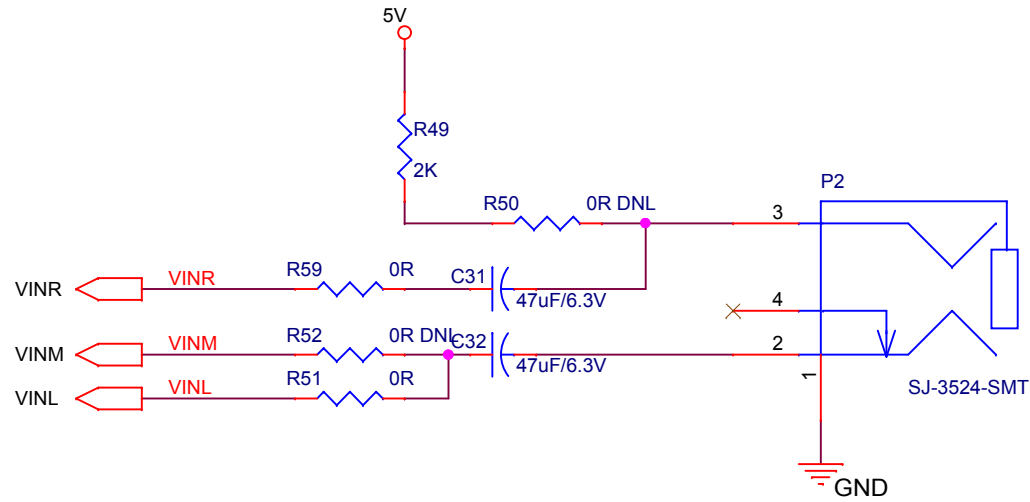 5V
R49
2K
P2
R50 0R DNL
3
VINR VINR R59 0R C31
47uF/6.3V
4
VINM VINM R52 0R DNL C32 2
47uF/6.3V
VINL VINL R51 0R
1
SJ-3524-SMT
GND